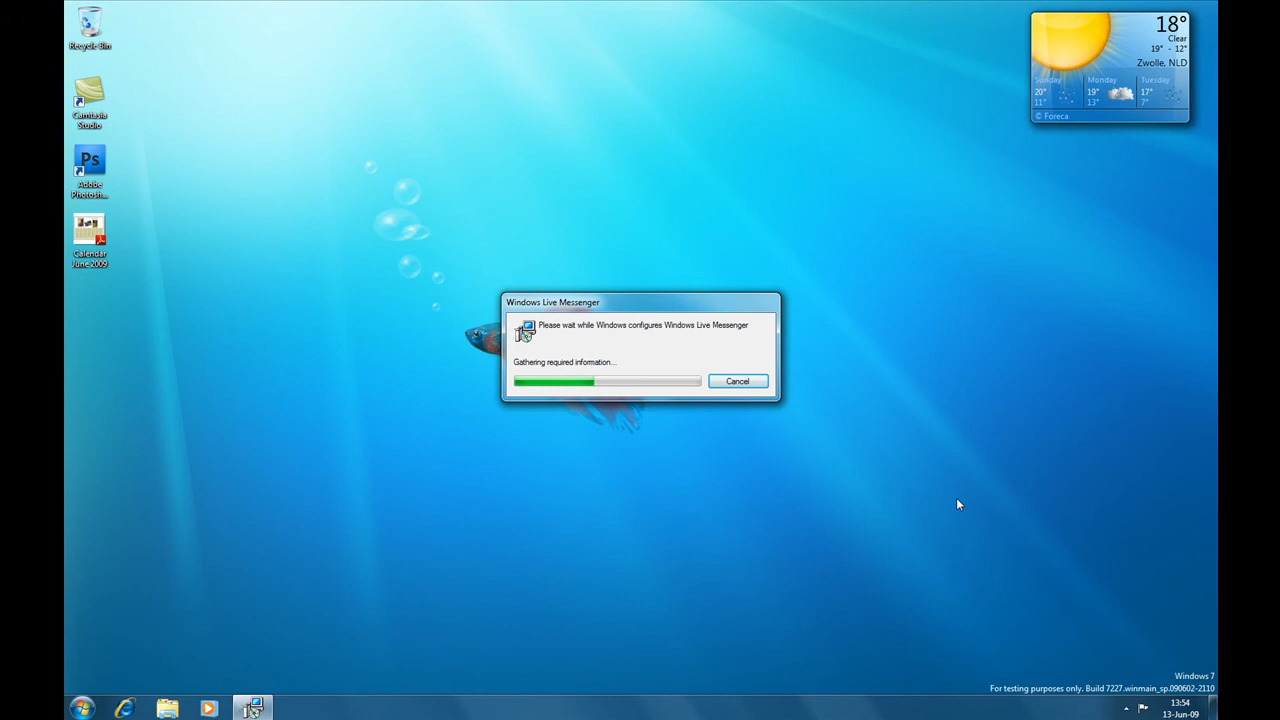 Recycle Bin
Camtasia
Studio
Ps
Adobe
Photosh...
Calendar
June 2009
18°
Clear
19° - 12°
Zwolle, NLD
Sunday
20°
11°
Monday
19°
13°
Tuesday
17°
7°
© Foreca
Windows Live Messenger
Please wait while Windows configures Windows Live Messenger
Gathering required information...
Cancel
Windows 7
For testing purposes only. Build 7227.winmain_sp.090602-2110
13:54
13-Jun-09